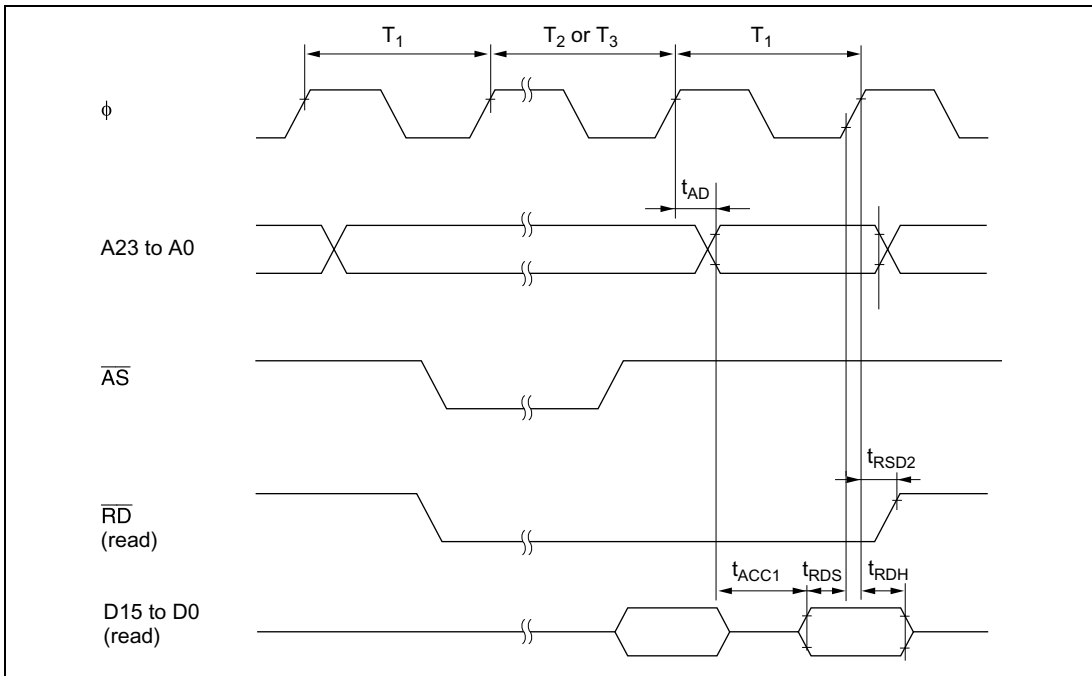 T1 T2 or T3 T1
ϕ
tAD
A23 to A0
AS
tRSD2
RD
(read)
tACC1 tRDS tRDH
D15 to D0
(read)